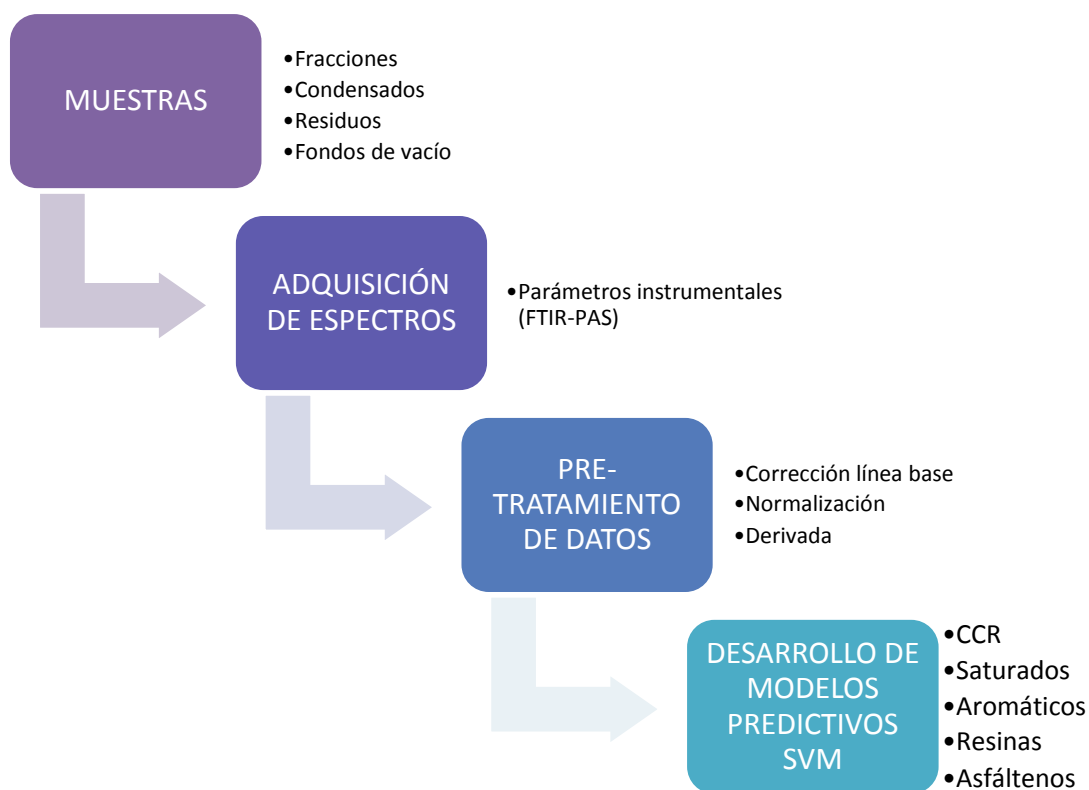 MUESTRAS
•Fracciones
•Condensados
•Residuos
•Fondos de vacío
ADQUISICIÓN
DE ESPECTROS
•Parámetros instrumentales
(FTIR-PAS)
PRE-
TRATAMIENTO
DE DATOS
•Corrección línea base
•Normalización
•Derivada
DESARROLLO DE
MODELOS
PREDICTIVOS
SVM
•CCR
•Saturados
•Aromáticos
•Resinas
•Asfáltenos